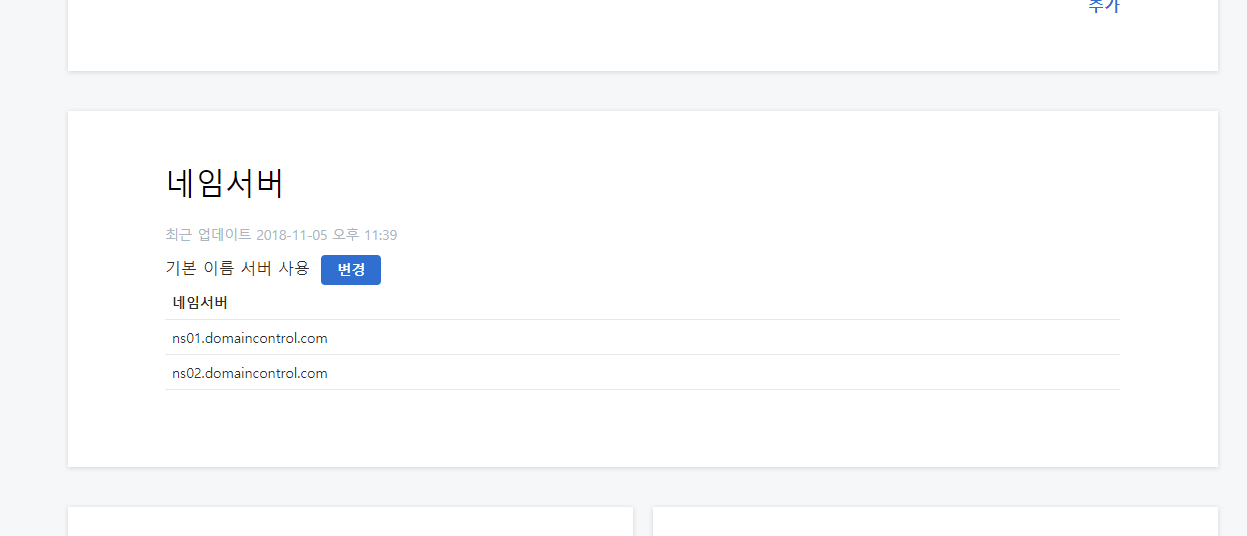 추가
네임서버
최근 업데이트 2018-11-05 오후 11:39
기본 이름 서버 사용 변경
네임서버
ns01.domaincontrol.com
ns02.domaincontrol.com